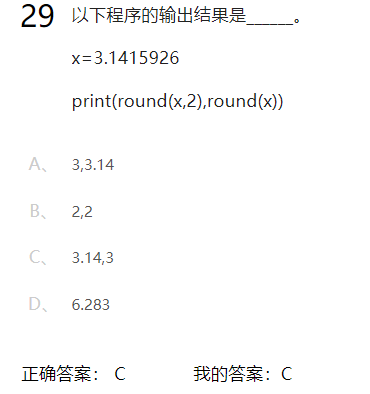 29 以下程序的输出结果是______。
x=3.1415926
print(round(x,2),round(x))
A、 3,3.14
B、 2,2
C、 3.14,3
D、 6.283
正确答案： C 我的答案：C